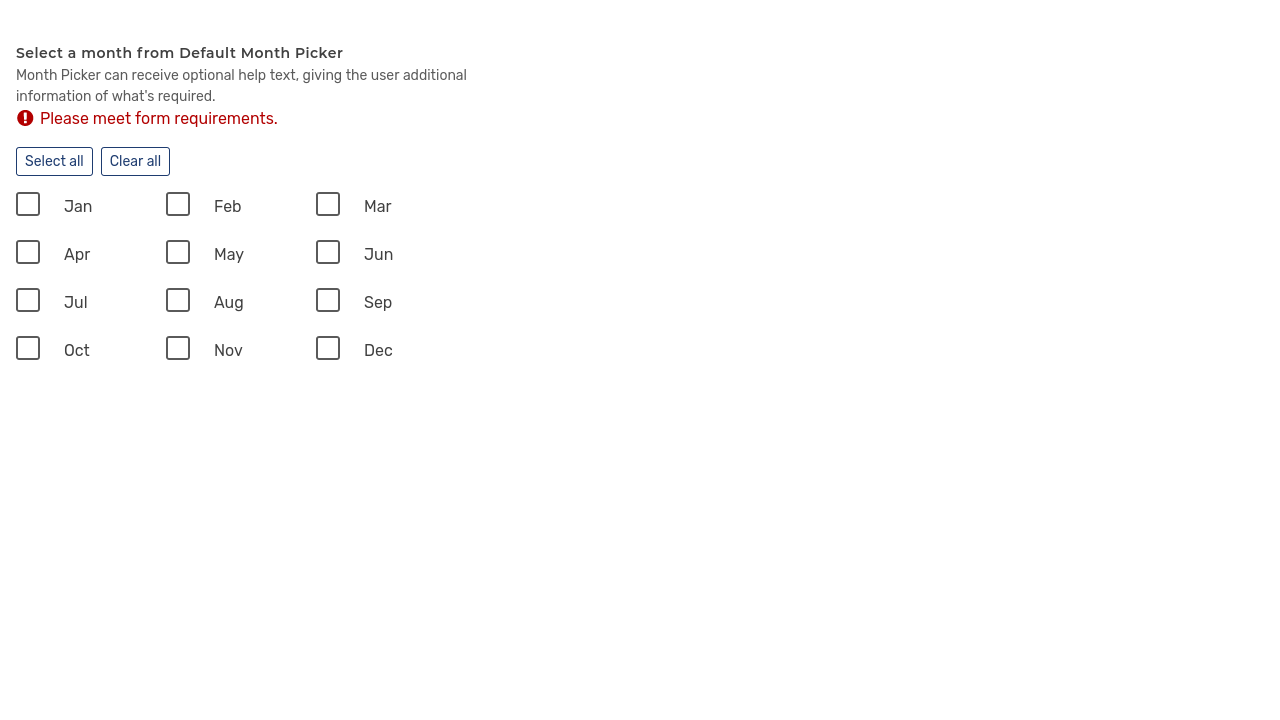 Select a month from Default Month Picker
Month Picker can receive optional help text, giving the user additional
information of what's required.
Please meet form requirements.
Select all Clear all
Jan Feb Mar
Apr May Jun
Jul Aug Sep
Oct Nov Dec